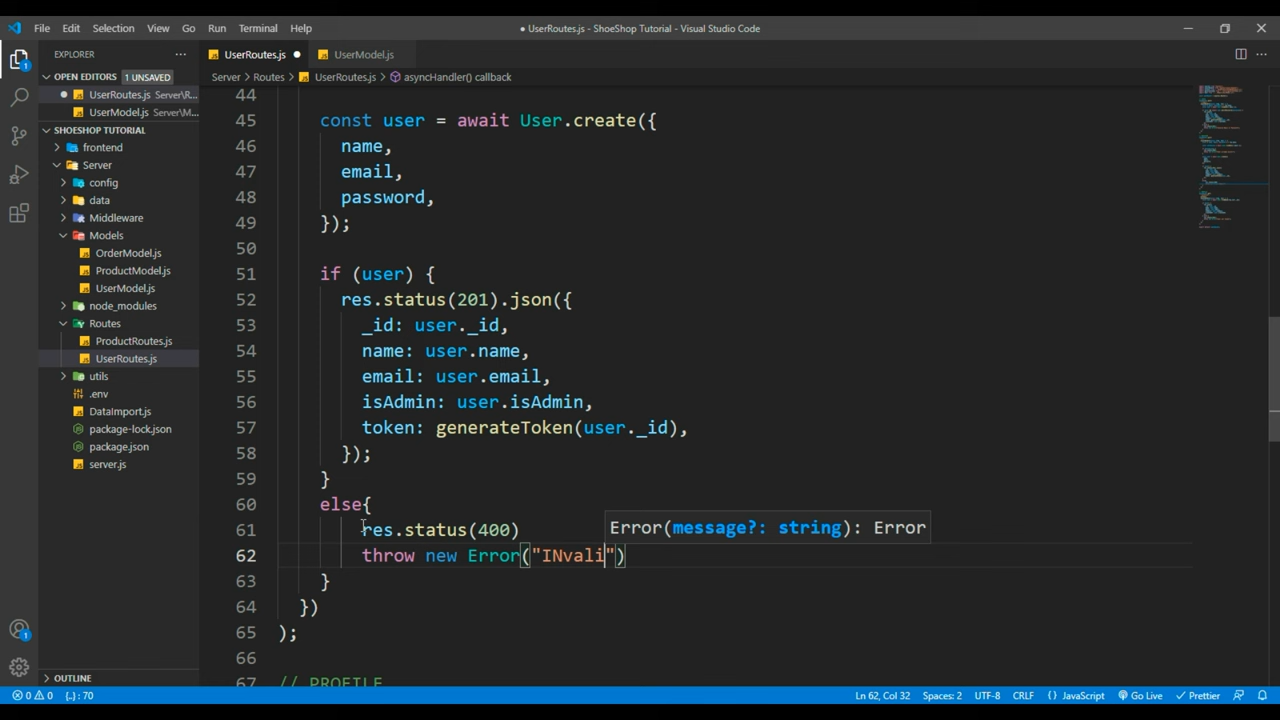 File Edit Selection View Go Run Terminal Help
● UserRoutes.js - ShoeShop Tutorial - Visual Studio Code
EXPLORER
OPEN EDITORS 1 UNSAVED
UserRoutes.js Server\R...
UserModel.js Server\M...
SHOESHOP TUTORIAL
frontend
Server
config
data
Middleware
Models
OrderModel.js
ProductModel.js
UserModel.js
node_modules
Routes
ProductRoutes.js
UserRoutes.js
utils
.env
DataImport.js
package-lock.json
package.json
server.js
OUTLINE
UserRoutes.js ● UserModel.js
Server > Routes > UserRoutes.js > asyncHandler() callback
44
45 const user = await User.create({
46 name,
47 email,
48 password,
49 });
50
51 if (user) {
52 res.status(201).json({
53 _id: user._id,
54 name: user.name,
55 email: user.email,
56 isAdmin: user.isAdmin,
57 token: generateToken(user._id),
58 });
59 }
60 else{
61 res.status(400)
Error(message?: string): Error
62 throw new Error("INvali")
63 }
64 })
65 );
66
67 // PROFILE
1
1
0 0 {..} : 70
Ln 62, Col 32 Spaces: 2 UTF-8 CRLF {} JavaScript Go Live Prettier